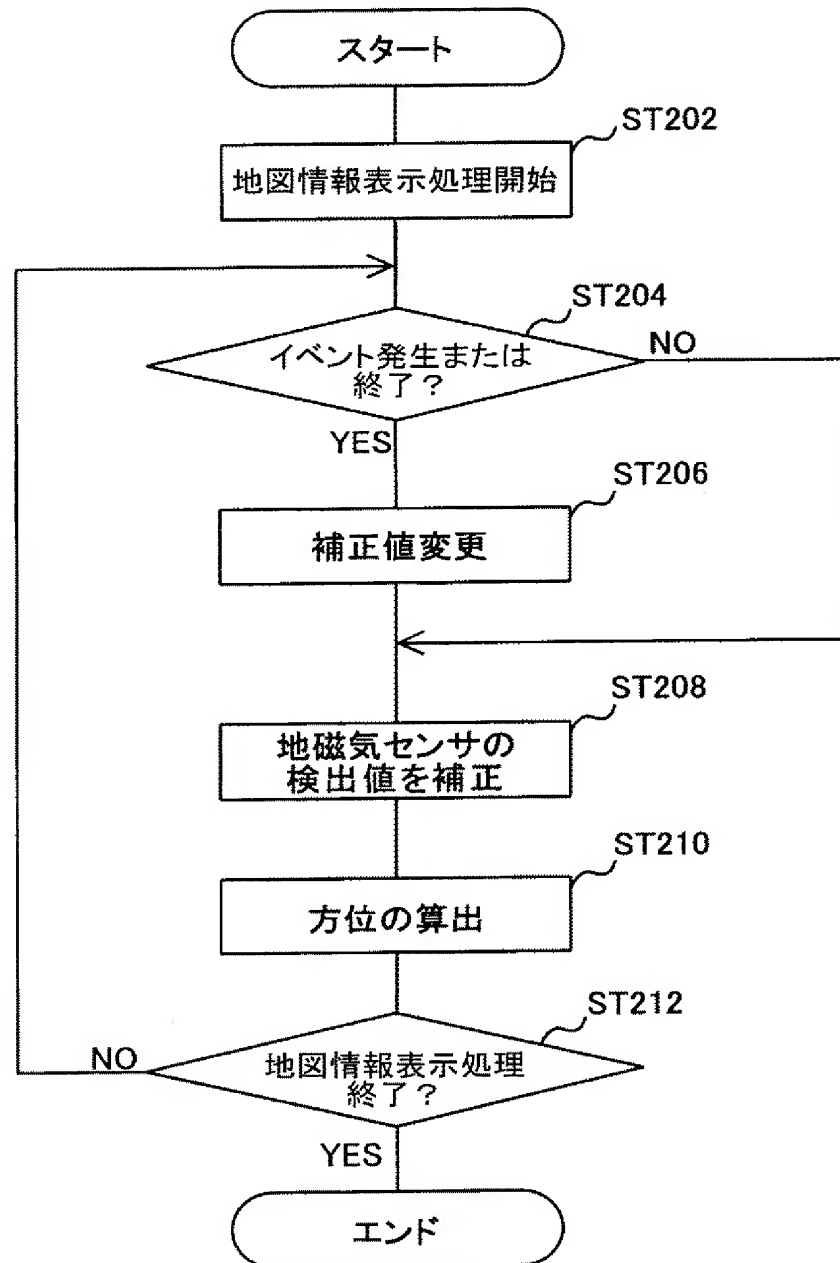 スタート
ST202
地図情報表示処理開始
ST204
イベント発生または
終了？
NO
YES
ST206
補正値変更
ST208
地磁気センサの
検出値を補正
ST210
方位の算出
ST212
地図情報表示処理
終了？
NO
YES
エンド